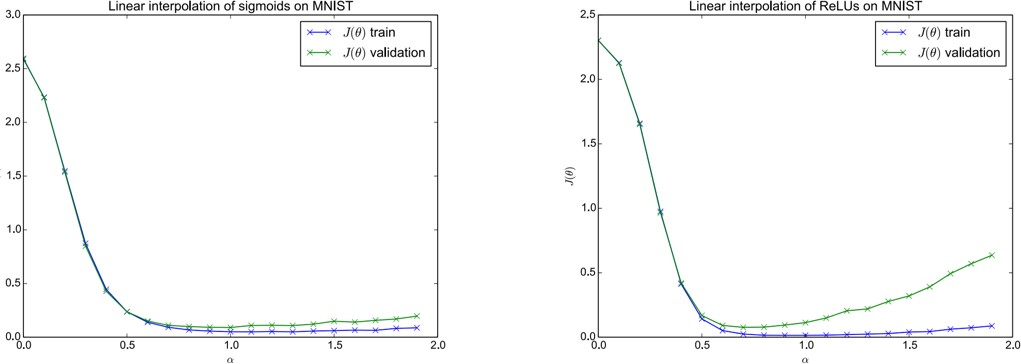 Linear interpolation of sigmoids on MNIST
3.0
2.5
2.0
1.5
1.0
0.5
0.0
0.0 0.5 1.0 1.5 2.0
α
J(θ) train
J(θ) validation
Linear interpolation of ReLUs on MNIST
2.5
2.0
1.5
1.0
0.5
0.0
J(θ)
0.0 0.5 1.0 1.5 2.0
α
J(θ) train
J(θ) validation